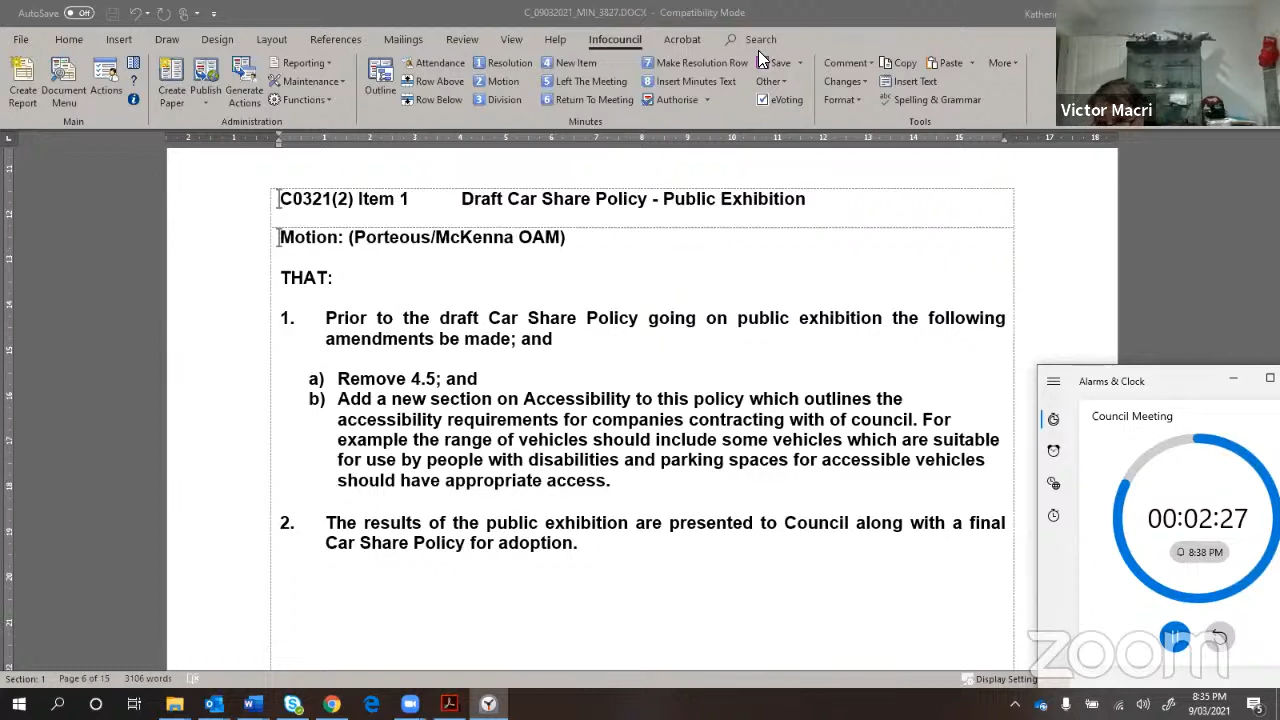 AutoSave Off
C_09032021_MIN_3827.DOCX - Compatibility Mode
Victor Macri
File Home Insert Draw Design Layout References Mailings Review View Help Infocouncil Acrobat Search
Create Report Document Menu Common Actions
Main
Create Paper Publish Generate Actions Reporting Maintenance Functions
Administration
Outline Attendance Row Above Row Below
1 Resolution 2 Motion 3 Division
4 New Item 5 Left The Meeting 6 Return To Meeting
7 Make Resolution Row 8 Insert Minutes Text Authorise
Save Other eVoting
Minutes
Comment Changes Format Copy Paste Insert Text Spelling & Grammar More
Tools
C0321(2) Item 1 Draft Car Share Policy - Public Exhibition
Motion: (Porteous/McKenna OAM)
THAT:
1. Prior to the draft Car Share Policy going on public exhibition the following
amendments be made; and
a) Remove 4.5; and
b) Add a new section on Accessibility to this policy which outlines the
accessibility requirements for companies contracting with of council. For
example the range of vehicles should include some vehicles which are suitable
for use by people with disabilities and parking spaces for accessible vehicles
should have appropriate access.
2. The results of the public exhibition are presented to Council along with a final
Car Share Policy for adoption.
Alarms & Clock
Council Meeting
00:02:27
8:38 PM
zoom
Section: 1 Page 6 of 15 3106 words
8:35 PM
9/03/2021